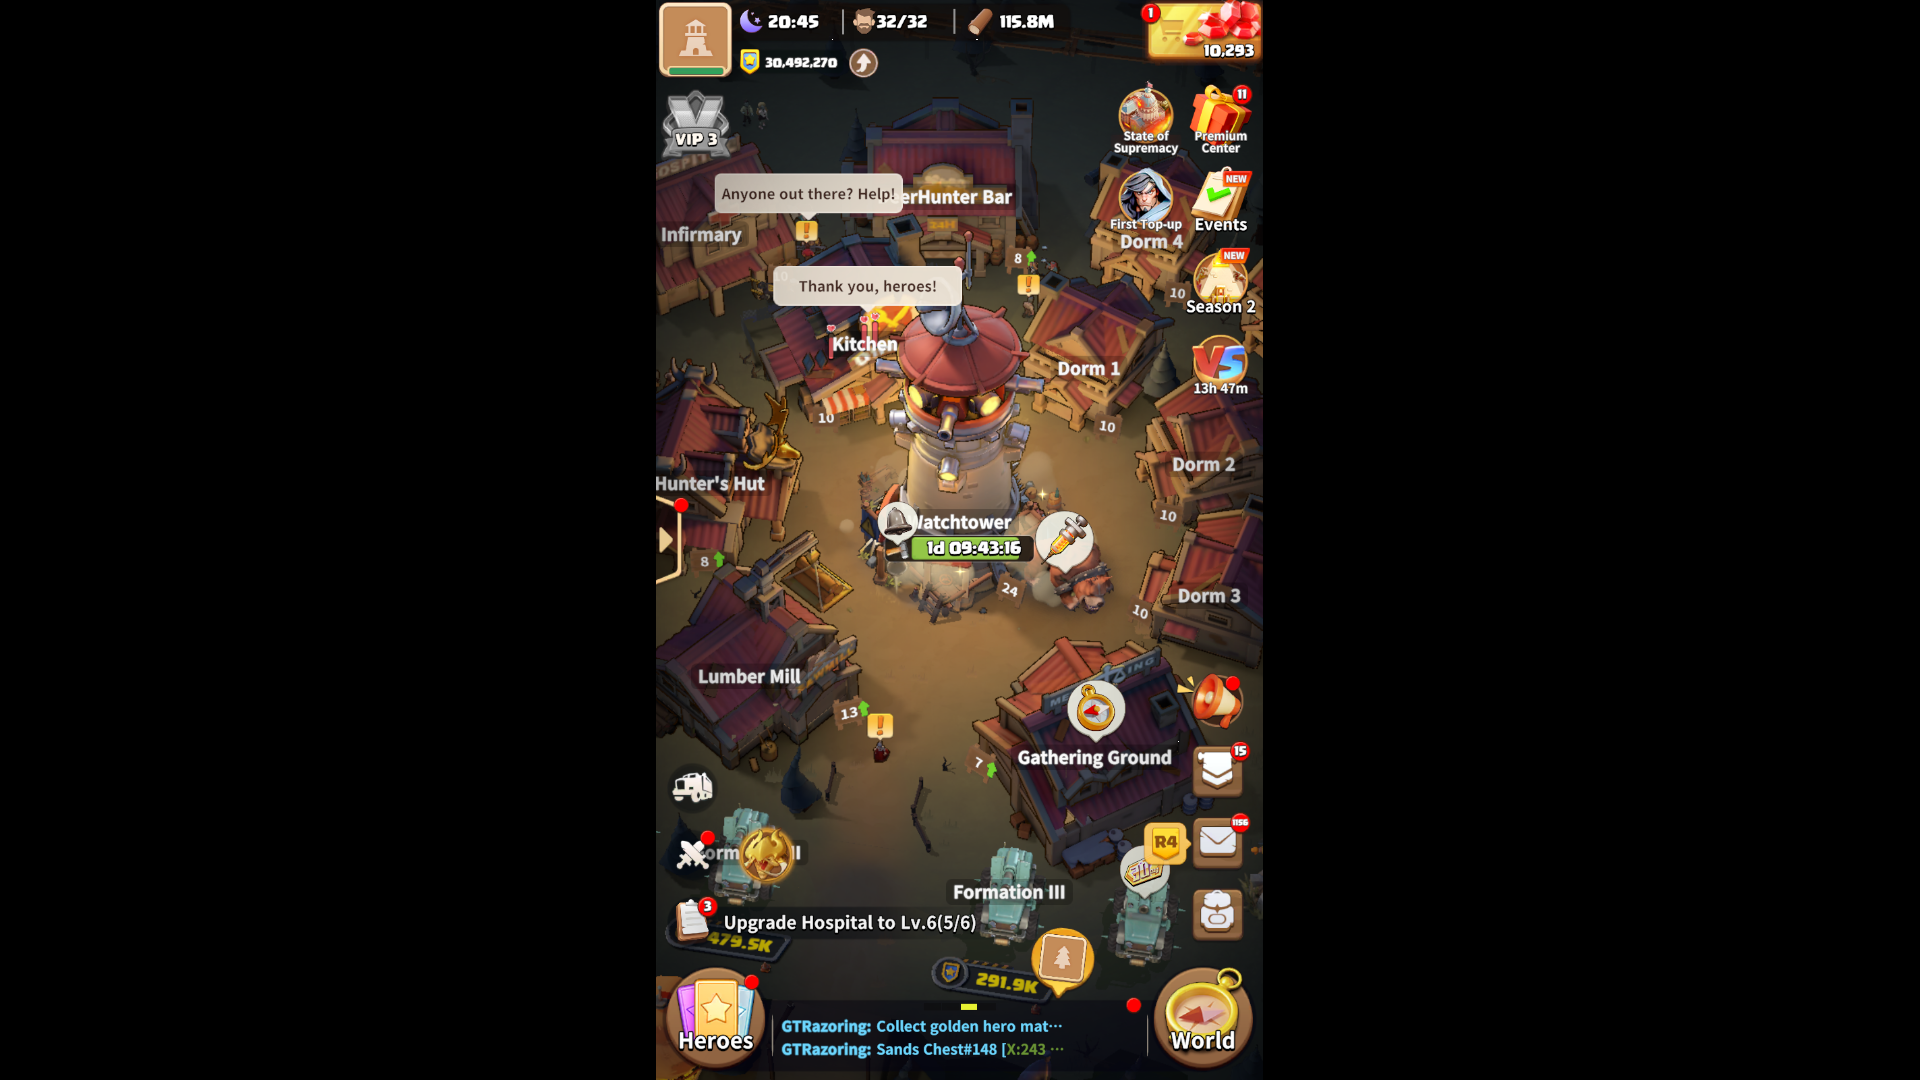 20:45
32/32
115.8M
1
10,293
30,492,270
VIP 3
State of
Supremacy
11
Premium
Center
Anyone out there? Help!
erHunter Bar
Infirmary
First Top-up
NEW
Events
Dorm 4
8
10
NEW
Season 2
Thank you, heroes!
Kitchen
Dorm 1
VS
13h 47m
10
10
Dorm 2
Hunter's Hut
10
Watchtower
1d 09:43:16
8
24
Dorm 3
10
Lumber Mill
SAWMILL
13
Gathering Ground
7
15
1156
R4
Formation III
3
Upgrade Hospital to Lv.6(5/6)
479.5K
291.9K
Heroes
GTRazoring: Collect golden hero mat···
GTRazoring: Sands Chest#148 [X:243 ···
World